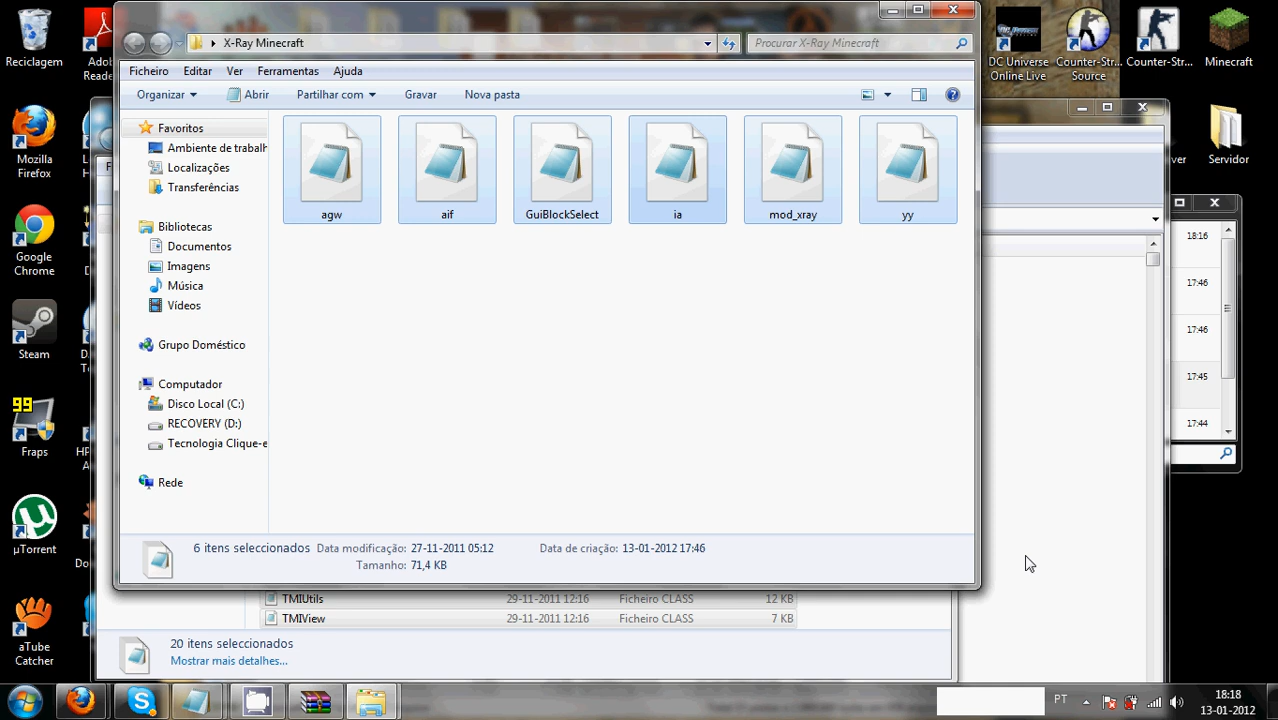 Reciclagem
Mozilla
Firefox
Google
Chrome
Steam
99
Fraps
µTorrent
aTube
Catcher
Ado
Reade
X-Ray Minecraft
Procurar X-Ray Minecraft
Ficheiro Editar Ver Ferramentas Ajuda
Organizar Abrir Partilhar com Gravar Nova pasta
Favoritos
Ambiente de trabalh
Localizações
Transferências
Bibliotecas
Documentos
Imagens
Música
Vídeos
Grupo Doméstico
Computador
Disco Local (C:)
RECOVERY (D:)
Tecnologia Clique-e
Rede
agw aif GuiBlockSelect ia mod_xray yy
6 itens seleccionados Data modificação: 27-11-2011 05:12 Data de criação: 13-01-2012 17:46
Tamanho: 71,4 KB
TMIUtils 29-11-2011 12:16 Ficheiro CLASS 12 KB
TMIView 29-11-2011 12:16 Ficheiro CLASS 7 KB
20 itens seleccionados
Mostrar mais detalhes...
DC Universe
Online Live
Counter-Str...
Source
Counter-Str...
Minecraft
ver
Servidor
18:16
17:46
17:46
17:45
17:44
PT
18:18
13-01-2012